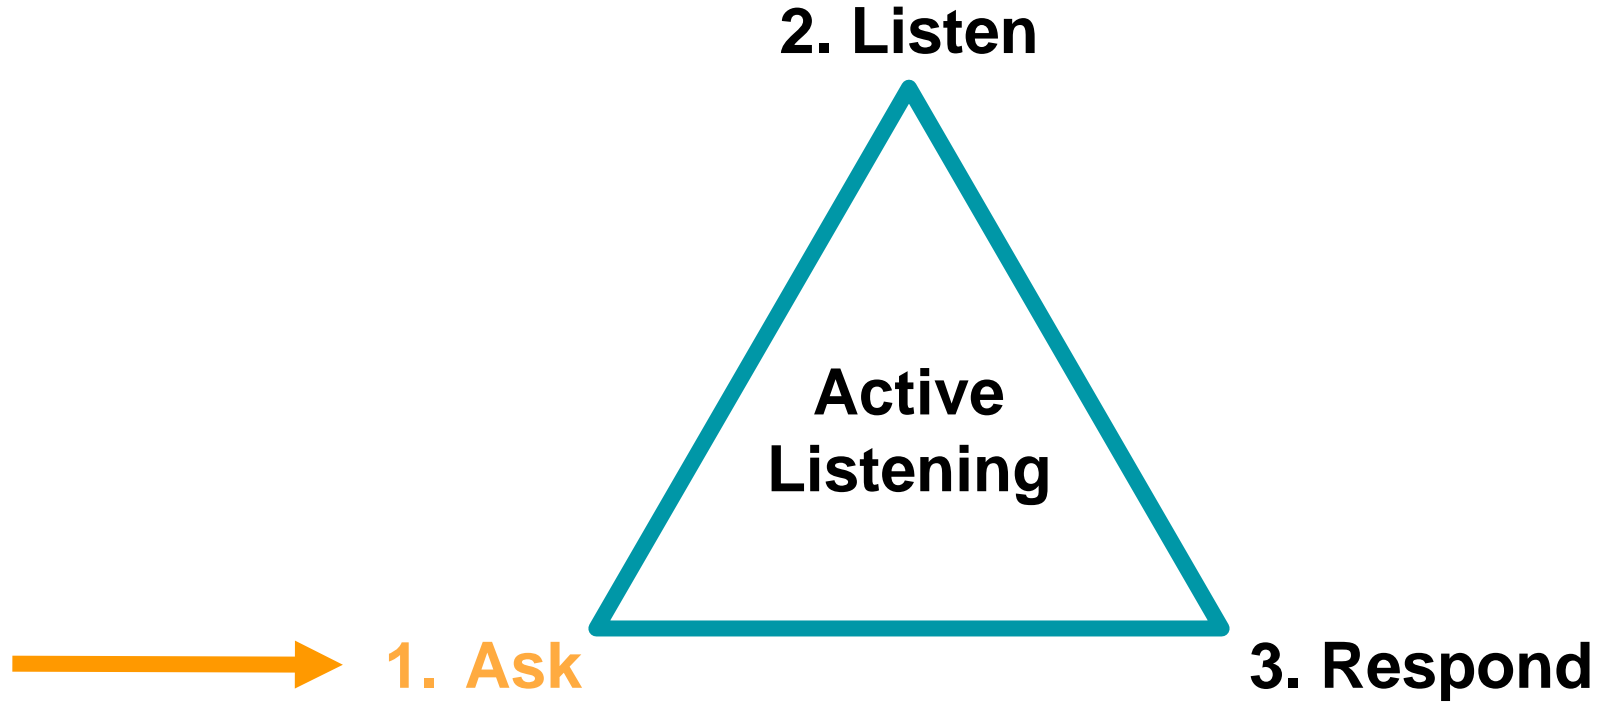 2. Listen
Active
Listening
1. Ask
3. Respond